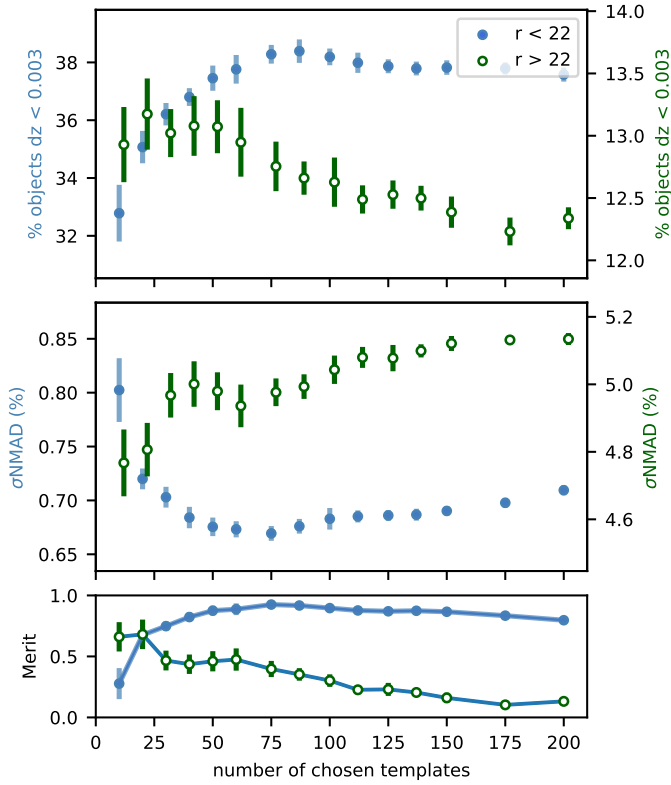 % objects dz < 0.003
38
36
34
32
r < 22
r > 22
14.0
13.5
13.0
12.5
12.0
% objects dz < 0.003
σNMAD (%)
0.85
0.80
0.75
0.70
0.65
5.2
5.0
4.8
4.6
σNMAD (%)
Merit
1.0
0.5
0.0
0 25 50 75 100 125 150 175 200
number of chosen templates